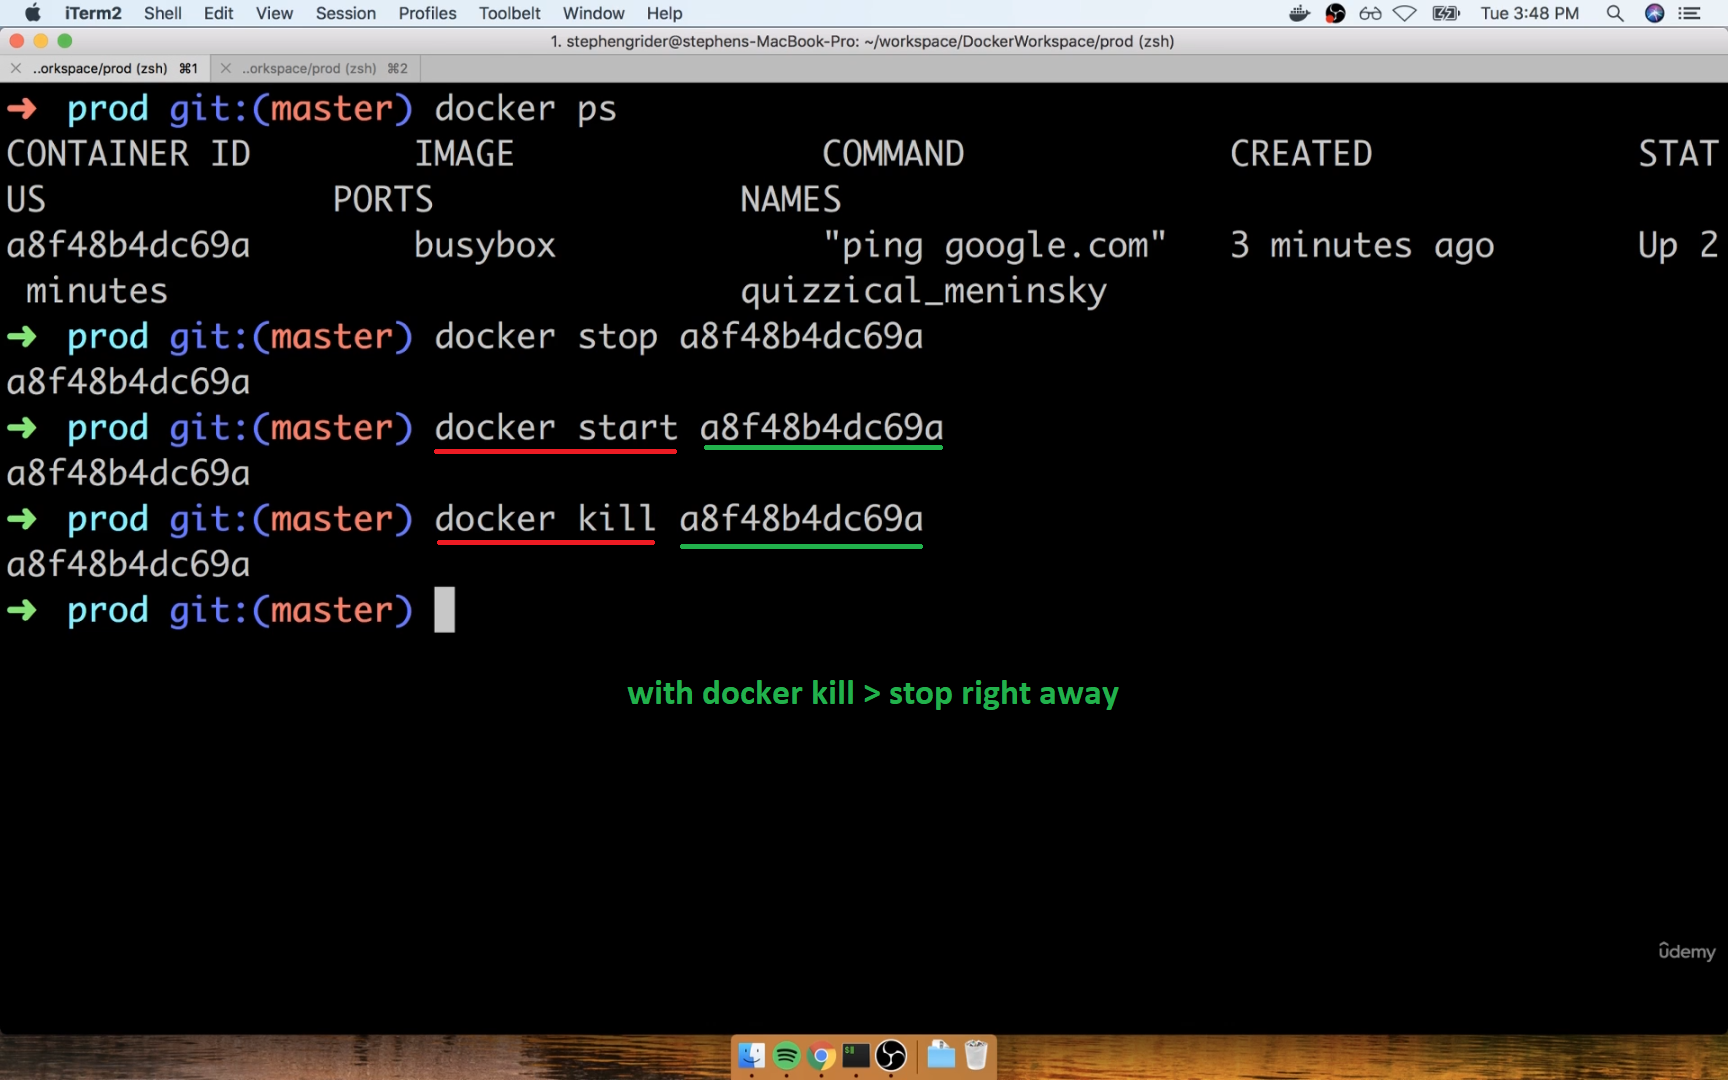 iTerm2 Shell Edit View Session Profiles Toolbelt Window Help Tue 3:48 PM
1. stephengrider@stephens-MacBook-Pro: ~/workspace/DockerWorkspace/prod (zsh)
..orkspace/prod (zsh) ⌘1 ..orkspace/prod (zsh) ⌘2
➜ prod git:(master) docker ps
CONTAINER ID IMAGE COMMAND CREATED STAT
US PORTS NAMES
a8f48b4dc69a busybox "ping google.com" 3 minutes ago Up 2
minutes quizzical_meninsky
➜ prod git:(master) docker stop a8f48b4dc69a
a8f48b4dc69a
➜ prod git:(master) docker start a8f48b4dc69a
a8f48b4dc69a
➜ prod git:(master) docker kill a8f48b4dc69a
a8f48b4dc69a
➜ prod git:(master)
with docker kill > stop right away
ûdemy